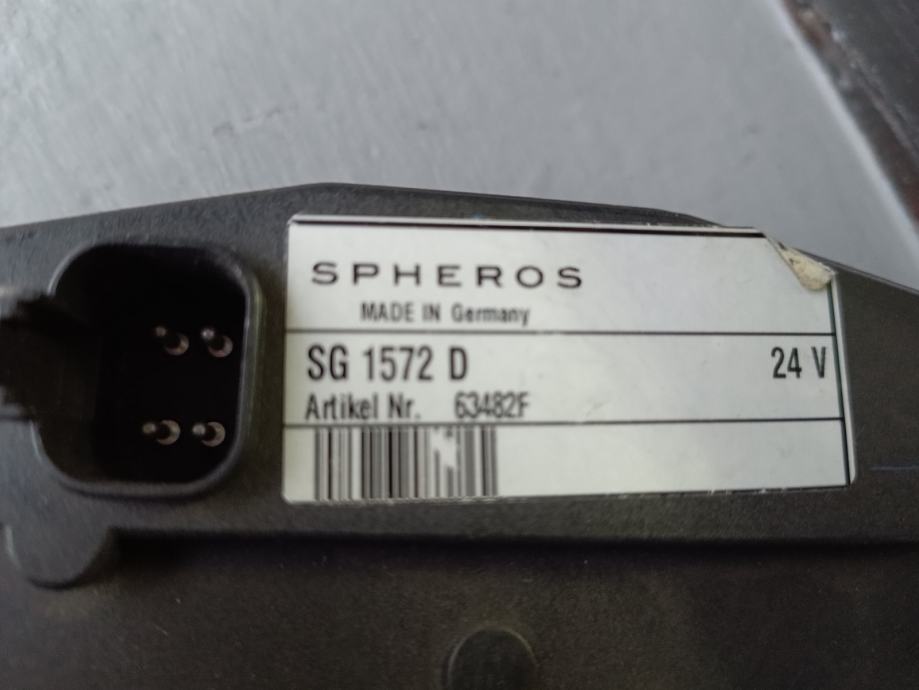 SPHEROS
MADE IN Germany
SG 1572 D 24 V
Artikel Nr. 63482F